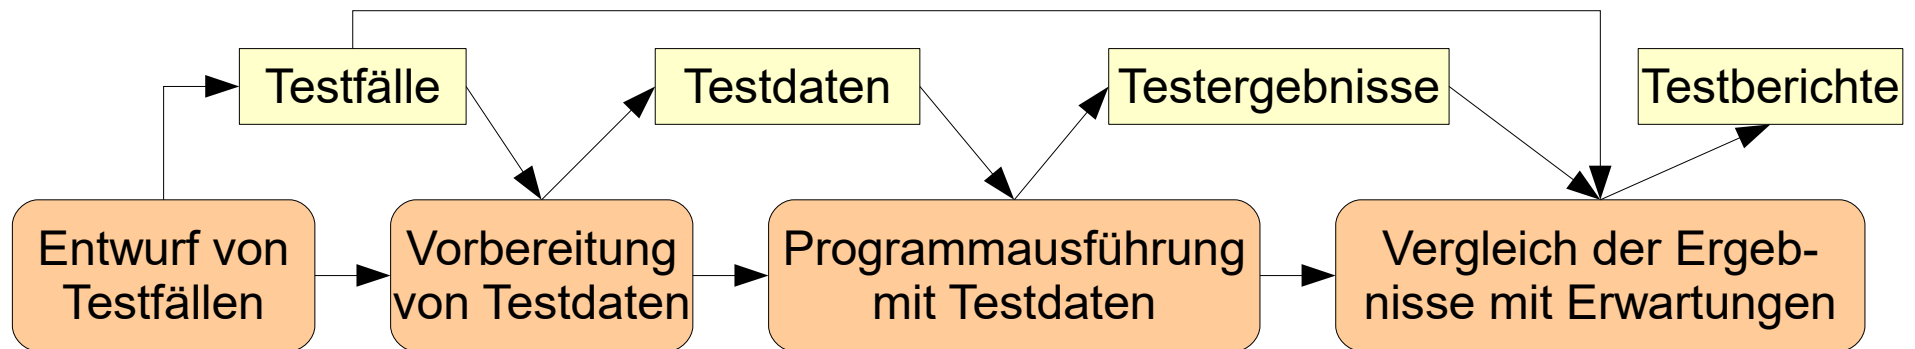 Testfälle
Testdaten
Testergebnisse
Testberichte
Entwurf von
Testfällen
Vorbereitung
von Testdaten
Programmausführung
mit Testdaten
Vergleich der Ergeb-
nisse mit Erwartungen